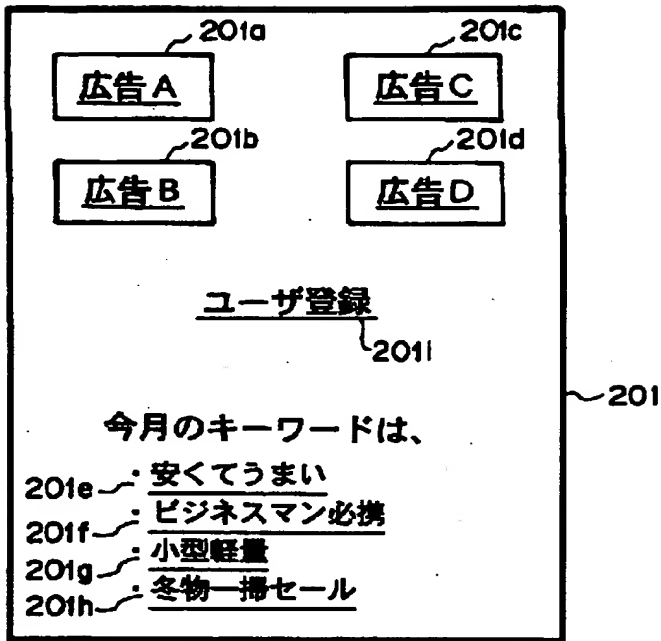 201a
201c
広告A
広告C
201b
201d
広告B
広告D
ユーザ登録
201i
201
今月のキーワードは、
201e ・安くてうまい
201f ・ビジネスマン必携
201g ・小型軽量
201h ・冬物一掃セール